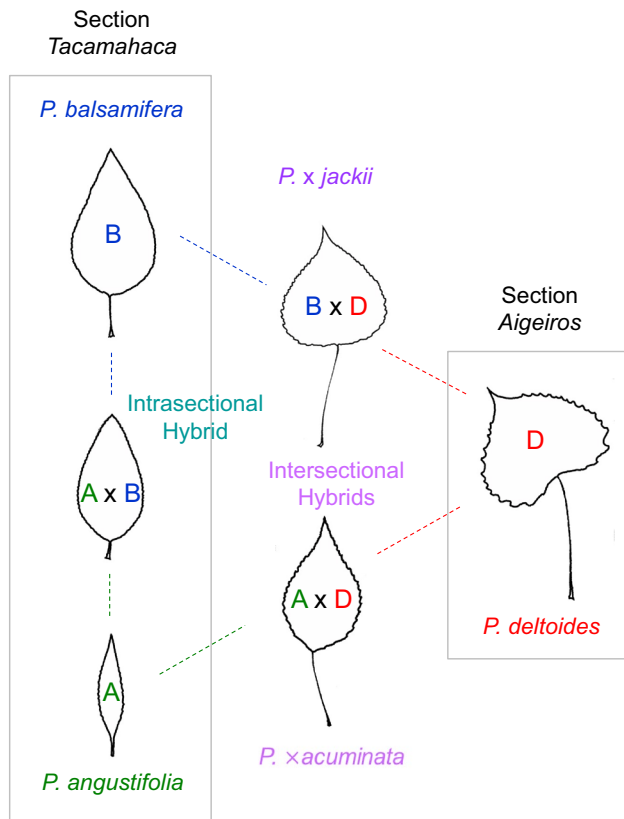 Section
Tacamahaca
P. balsamifera
B
P. x jackii
B x D
Section
Aigeiros
D
Intrasectional
Hybrid
A x B
Intersectional
Hybrids
A x D
P. deltoides
A
P. ×acuminata
P. angustifolia